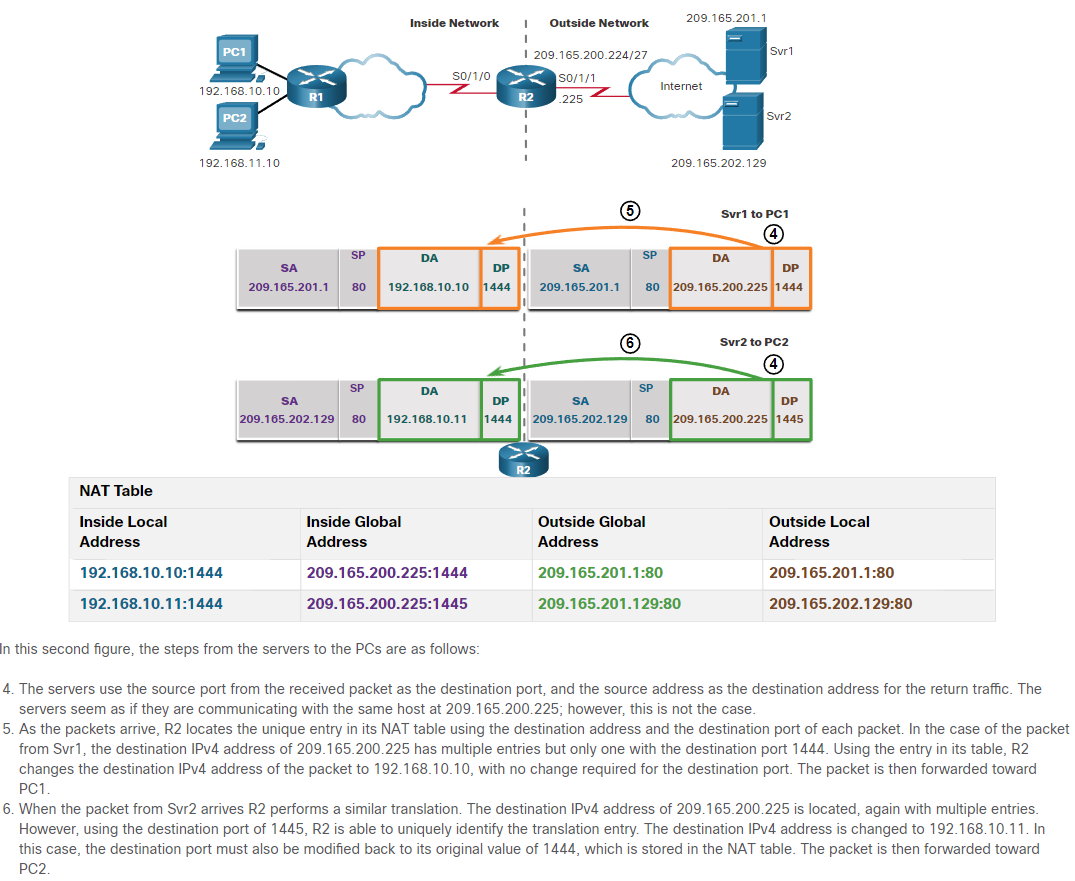 Inside Network
Outside Network
209.165.201.1
PC1
192.168.10.10
R1
S0/1/0
R2
209.165.200.224/27
S0/1/1
.225
Internet
Svr1
PC2
192.168.11.10
Svr2
209.165.202.129
5
Svr1 to PC1
4
SA
209.165.201.1
SP
80
DA
192.168.10.10
DP
1444
SA
209.165.201.1
SP
80
DA
209.165.200.225
DP
1444
6
Svr2 to PC2
4
SA
209.165.202.129
SP
80
DA
192.168.10.11
DP
1444
SA
209.165.202.129
SP
80
DA
209.165.200.225
DP
1445
R2
NAT Table
Inside Local Inside Global Outside Global Outside Local
Address Address Address Address
192.168.10.10:1444 209.165.200.225:1444 209.165.201.1:80 209.165.201.1:80
192.168.10.11:1444 209.165.200.225:1445 209.165.201.129:80 209.165.202.129:80
In this second figure, the steps from the servers to the PCs are as follows:
4. The servers use the source port from the received packet as the destination port, and the source address as the destination address for the return traffic. The
servers seem as if they are communicating with the same host at 209.165.200.225; however, this is not the case.
5. As the packets arrive, R2 locates the unique entry in its NAT table using the destination address and the destination port of each packet. In the case of the packet
from Svr1, the destination IPv4 address of 209.165.200.225 has multiple entries but only one with the destination port 1444. Using the entry in its table, R2
changes the destination IPv4 address of the packet to 192.168.10.10, with no change required for the destination port. The packet is then forwarded toward
PC1.
6. When the packet from Svr2 arrives R2 performs a similar translation. The destination IPv4 address of 209.165.200.225 is located, again with multiple entries.
However, using the destination port of 1445, R2 is able to uniquely identify the translation entry. The destination IPv4 address is changed to 192.168.10.11. In
this case, the destination port must also be modified back to its original value of 1444, which is stored in the NAT table. The packet is then forwarded toward
PC2.